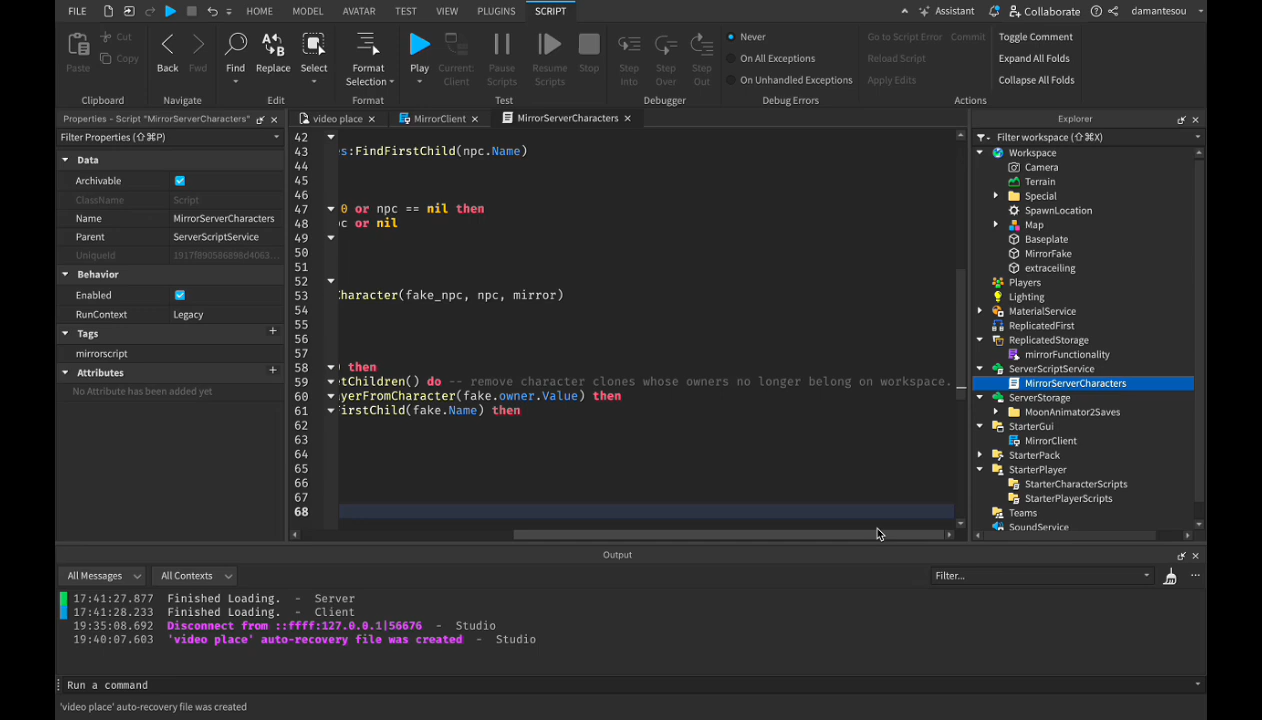 FILE HOME MODEL AVATAR TEST VIEW PLUGINS SCRIPT Assistant Collaborate damantesou
Paste Cut Copy Back Fwd Find Replace Select Format Selection Play Current: Client Pause Scripts Resume Scripts Stop Step Into Step Over Step Out
Never
On All Exceptions
On Unhandled Exceptions
Go to Script Error Commit
Reload Script
Apply Edits
Toggle Comment
Expand All Folds
Collapse All Folds
Clipboard Navigate Edit Format Test Debugger Debug Errors Actions
Properties - Script "MirrorServerCharacters"
Filter Properties (⇧⌘P)
Data
Archivable
ClassName Script
Name MirrorServerCharacters
Parent ServerScriptService
UniqueId 1917f890586898d4063...
Behavior
Enabled
RunContext Legacy
Tags +
mirrorscript
Attributes +
No Attribute has been added yet
video place MirrorClient MirrorServerCharacters
42
43 s:FindFirstChild(npc.Name)
44
45
46
47 0 or npc == nil then
48 c or nil
49
50
51
52
53 Character(fake_npc, npc, mirror)
54
55
56
57
58 then
59 etChildren() do -- remove character clones whose owners no longer belong on workspace.
60 ayerFromCharacter(fake.owner.Value) then
61 FirstChild(fake.Name) then
62
63
64
65
66
67
68
Explorer
Filter workspace (⇧⌘X)
Workspace
Camera
Terrain
Special
SpawnLocation
Map
Baseplate
MirrorFake
extraceiling
Players
Lighting
MaterialService
ReplicatedFirst
ReplicatedStorage
mirrorFunctionality
ServerScriptService
MirrorServerCharacters
ServerStorage
MoonAnimator2Saves
StarterGui
MirrorClient
StarterPack
StarterPlayer
StarterCharacterScripts
StarterPlayerScripts
Teams
SoundService
Output
All Messages All Contexts Filter...
17:41:27.877 Finished Loading. - Server
17:41:28.233 Finished Loading. - Client
19:35:08.692 Disconnect from ::ffff:127.0.0.1|56676 - Studio
19:40:07.603 'video place' auto-recovery file was created - Studio
Run a command
'video place' auto-recovery file was created